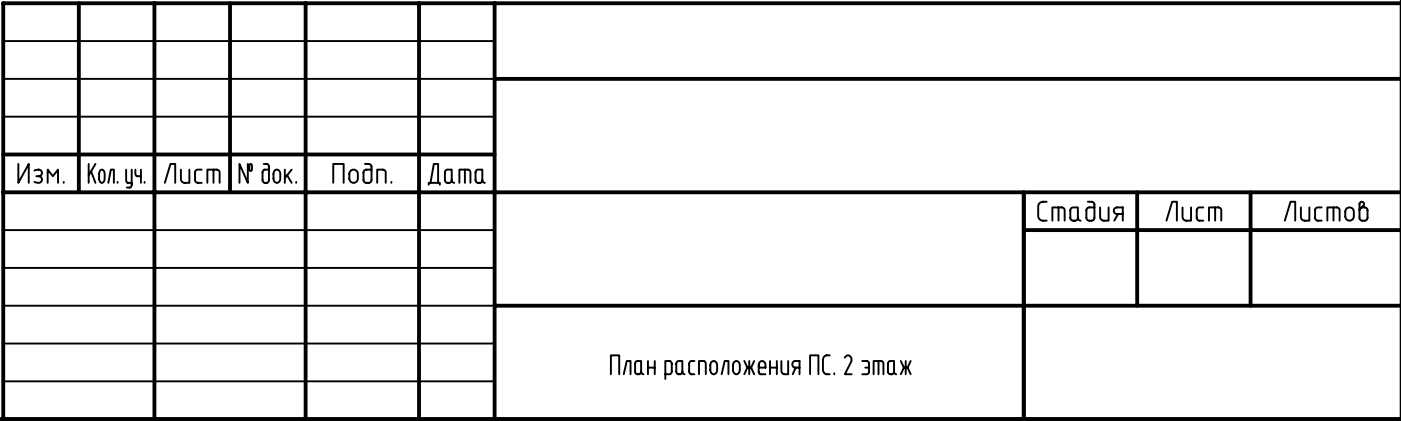 Изм. Кол. уч. Лист № док. Подп. Дата
Стадия Лист Листов
План расположения ПС. 2 этаж